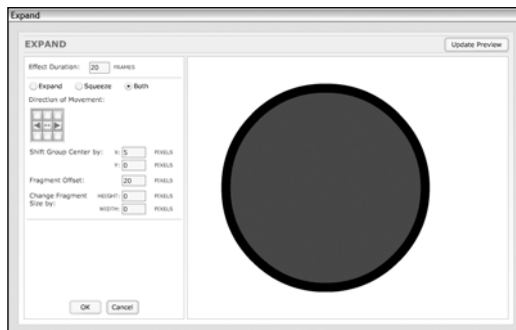 Expand
EXPAND
Update Preview
Effect Duration: 20 FRAMES
Expand Squeeze Both
Direction of Movement:
Shift Group Center by: X: 5 PIXELS
Y: 0 PIXELS
Fragment Offset: 20 PIXELS
Change Fragment HEIGHT: 0 PIXELS
Size by: WIDTH: 0 PIXELS
OK Cancel